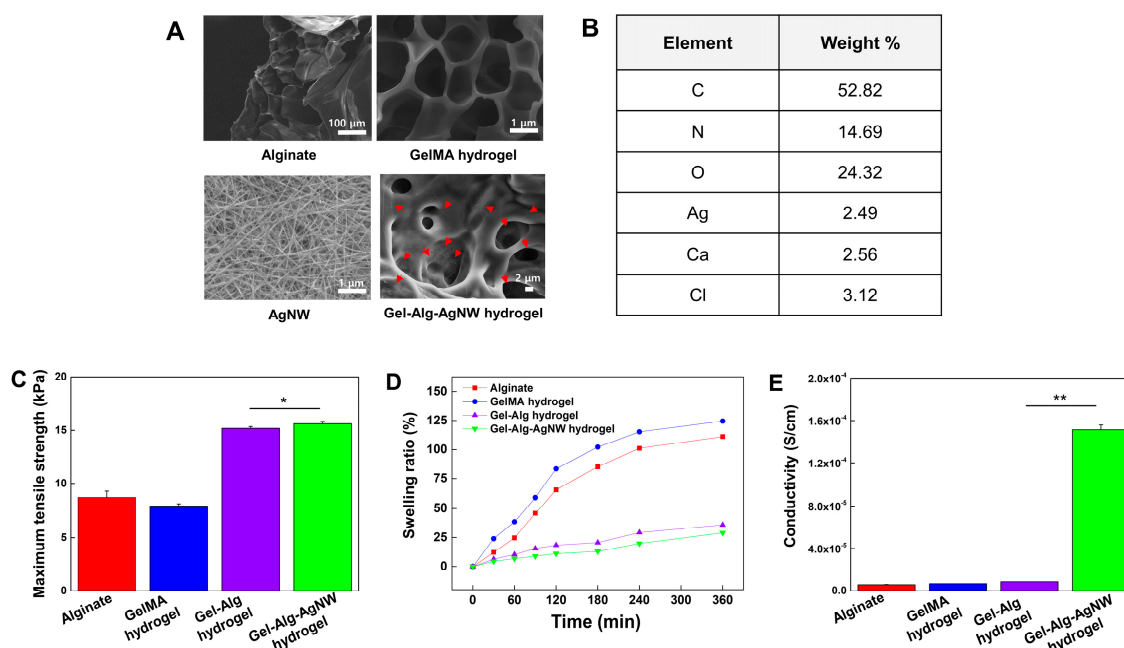 A
100 µm
1 µm
Alginate
GelMA hydrogel
1 µm
2 µm
AgNW
Gel-Alg-AgNW hydrogel
B
Element Weight %
C 52.82
N 14.69
O 24.32
Ag 2.49
Ca 2.56
Cl 3.12
C
Maximum tensile strength (kPa)
20
15
10
5
0
*
Alginate
GelMA
hydrogel
Gel-Alg
hydrogel
Gel-Alg-AgNW
hydrogel
D
Swelling ratio (%)
150
125
100
75
50
25
0
Alginate
GelMA hydrogel
Gel-Alg hydrogel
Gel-Alg-AgNW hydrogel
0 60 120 180 240 300 360
Time (min)
E
Conductivity (S/cm)
2.0x10⁻⁴
1.6x10⁻⁴
1.2x10⁻⁴
8.0x10⁻⁵
4.0x10⁻⁵
0.0
**
Alginate
GelMA
hydrogel
Gel-Alg
hydrogel
Gel-Alg-AgNW
hydrogel